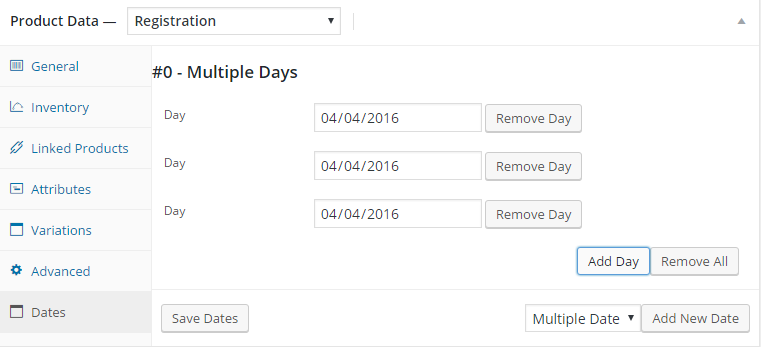 Product Data — Registration
General
Inventory
Linked Products
Attributes
Variations
Advanced
Dates
#0 - Multiple Days
Day 04/04/2016 Remove Day
Day 04/04/2016 Remove Day
Day 04/04/2016 Remove Day
Add Day Remove All
Save Dates Multiple Date Add New Date